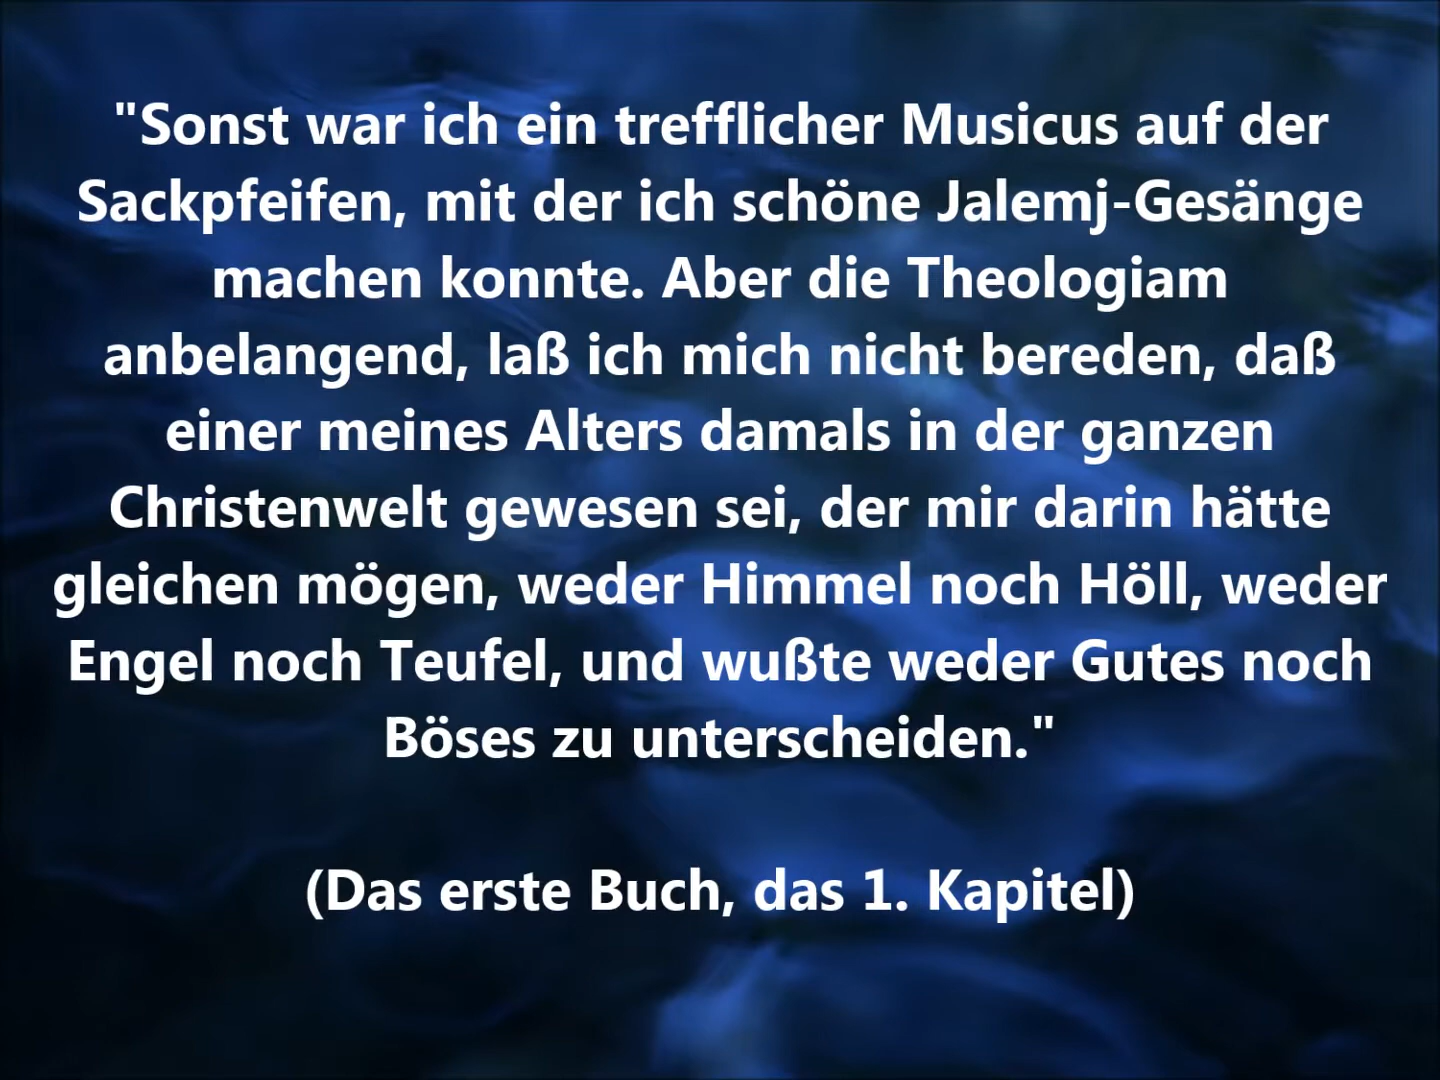 "Sonst war ich ein trefflicher Musicus auf der
Sackpfeifen, mit der ich schöne Jalemj-Gesänge
machen konnte. Aber die Theologiam
anbelangend, laß ich mich nicht bereden, daß
einer meines Alters damals in der ganzen
Christenwelt gewesen sei, der mir darin hätte
gleichen mögen, weder Himmel noch Höll, weder
Engel noch Teufel, und wußte weder Gutes noch
Böses zu unterscheiden."
(Das erste Buch, das 1. Kapitel)